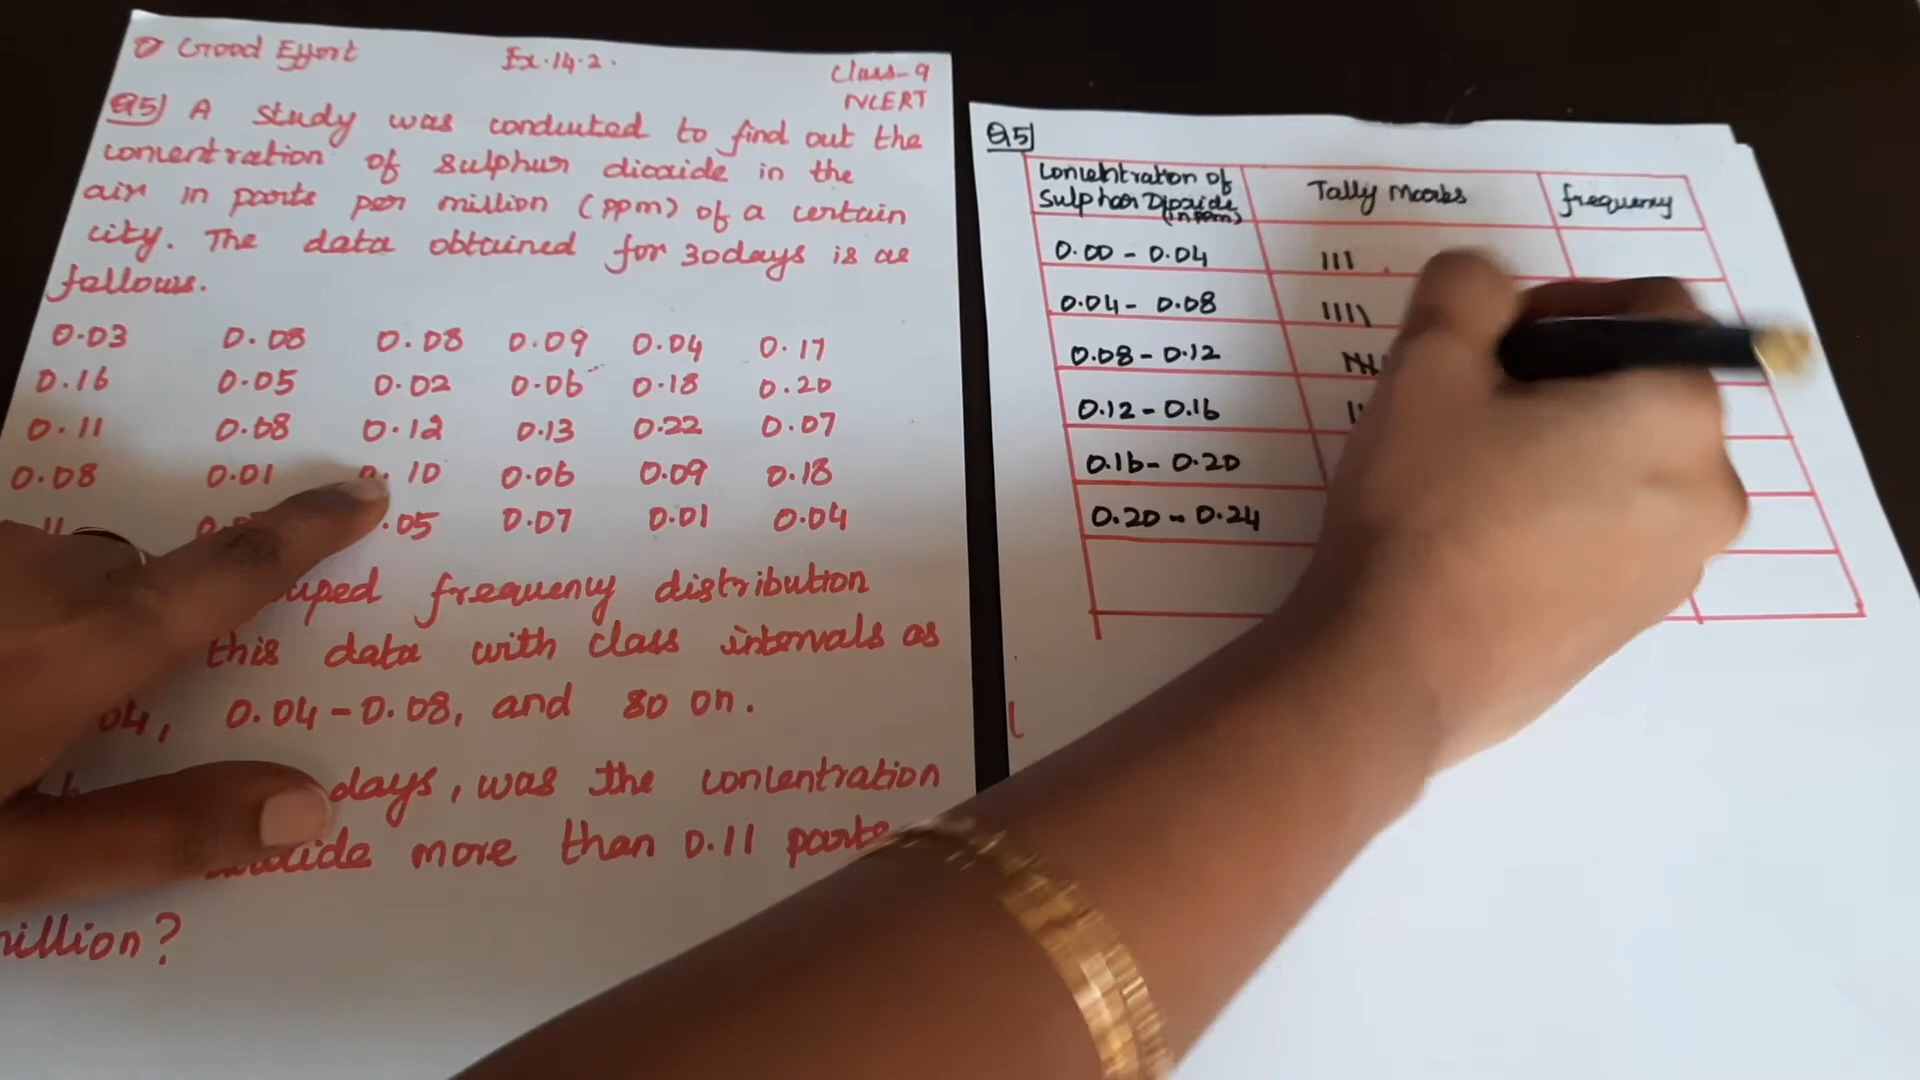 Good Effort Ex.14.2.
Class-9
NCERT
Q5) A study was conducted to find out the
concentration of sulphur dioxide in the
air in parts per million (ppm) of a certain
city. The data obtained for 30days is as
follows.
0.03 0.08 0.08 0.09 0.04 0.17
0.16 0.05 0.02 0.06 0.18 0.20
0.11 0.08 0.12 0.13 0.22 0.07
0.08 0.01 0.10 0.06 0.09 0.18
.05 0.07 0.01 0.04
uped frequency distribution
this data with class intervals as
04, 0.04-0.08, and so on.
days, was the concentration
oxide more than 0.11 parts
million?
Q5)
Concentration of
Sulphur Dioxide
(in ppm)
Tally Marks
frequency
0.00 - 0.04 |||
0.04 - 0.08 ||||
0.08 - 0.12
0.12 - 0.16
0.16 - 0.20
0.20 - 0.24